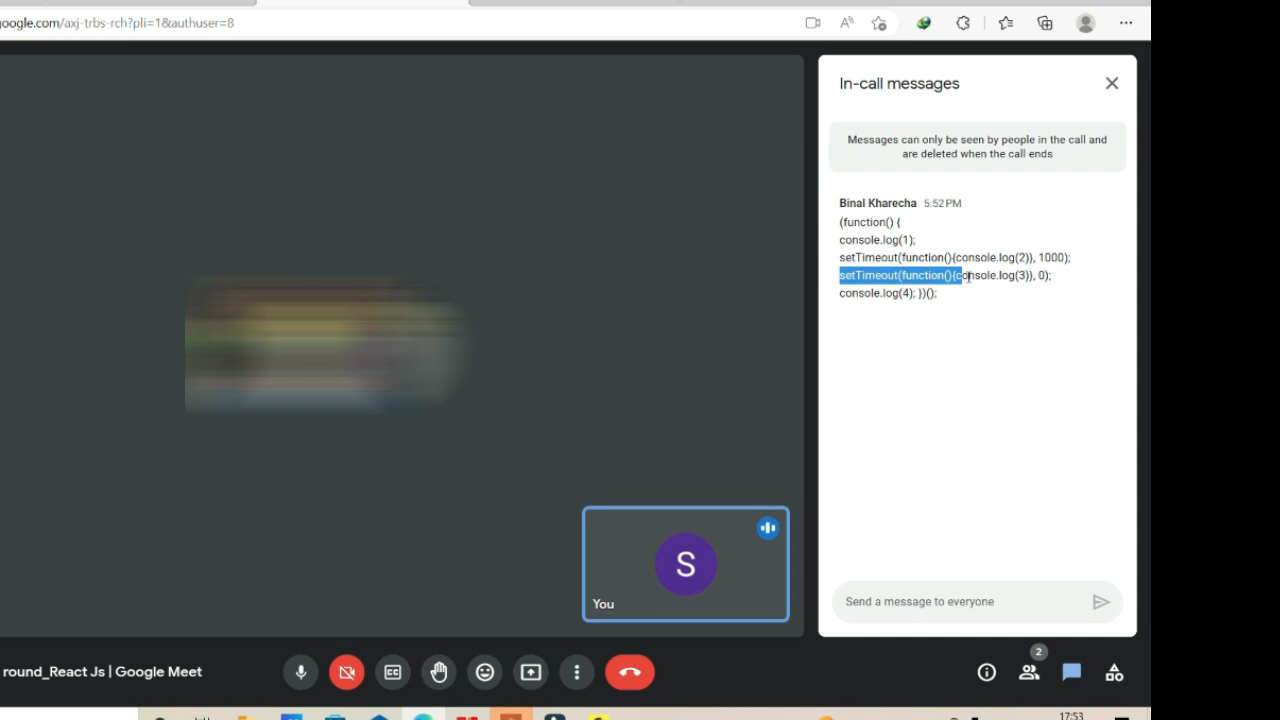 google.com/axj-trbs-rch?pli=1&authuser=8
In-call messages
Messages can only be seen by people in the call and
are deleted when the call ends
Binal Kharecha 5:52 PM
(function() {
console.log(1);
setTimeout(function(){console.log(2)}, 1000);
setTimeout(function(){console.log(3)}, 0);
console.log(4); })();
S
You
Send a message to everyone
round_React Js | Google Meet
2
17:53